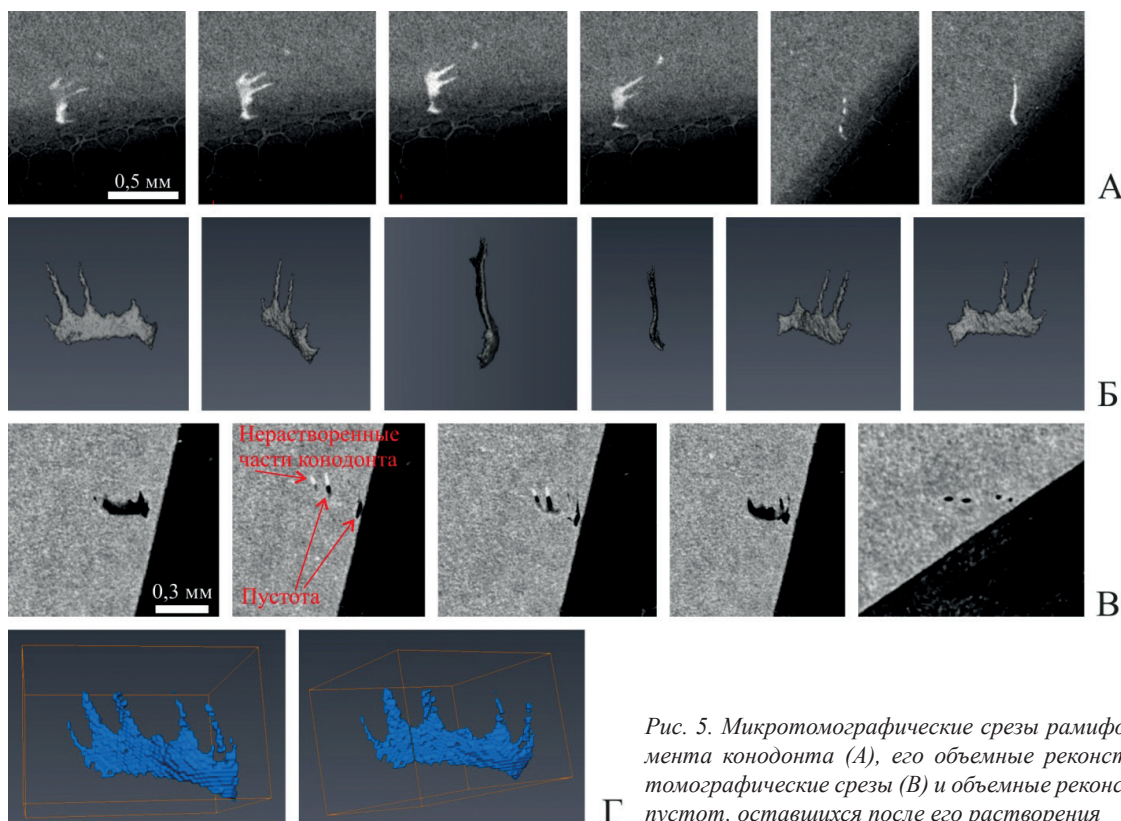 0,5 мм
А
Б
Нерастворенные
части конодонта
Пустота
0,3 мм
В
Г
Рис. 5. Микротомографические срезы рамифо
мента конодонта (А), его объемные реконст
томографические срезы (В) и объемные реконс
пустот, оставшихся после его растворения